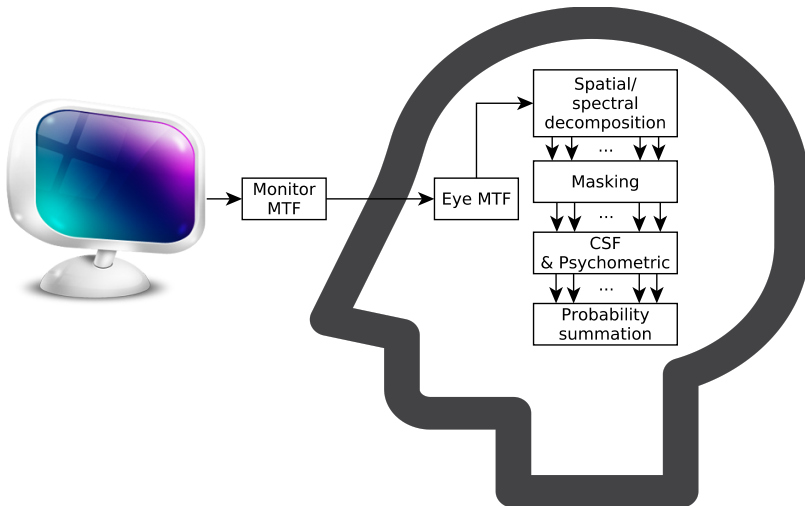 Spatial/
spectral
decomposition
...
Masking
Monitor
MTF
Eye MTF
...
CSF
& Psychometric
...
Probability
summation